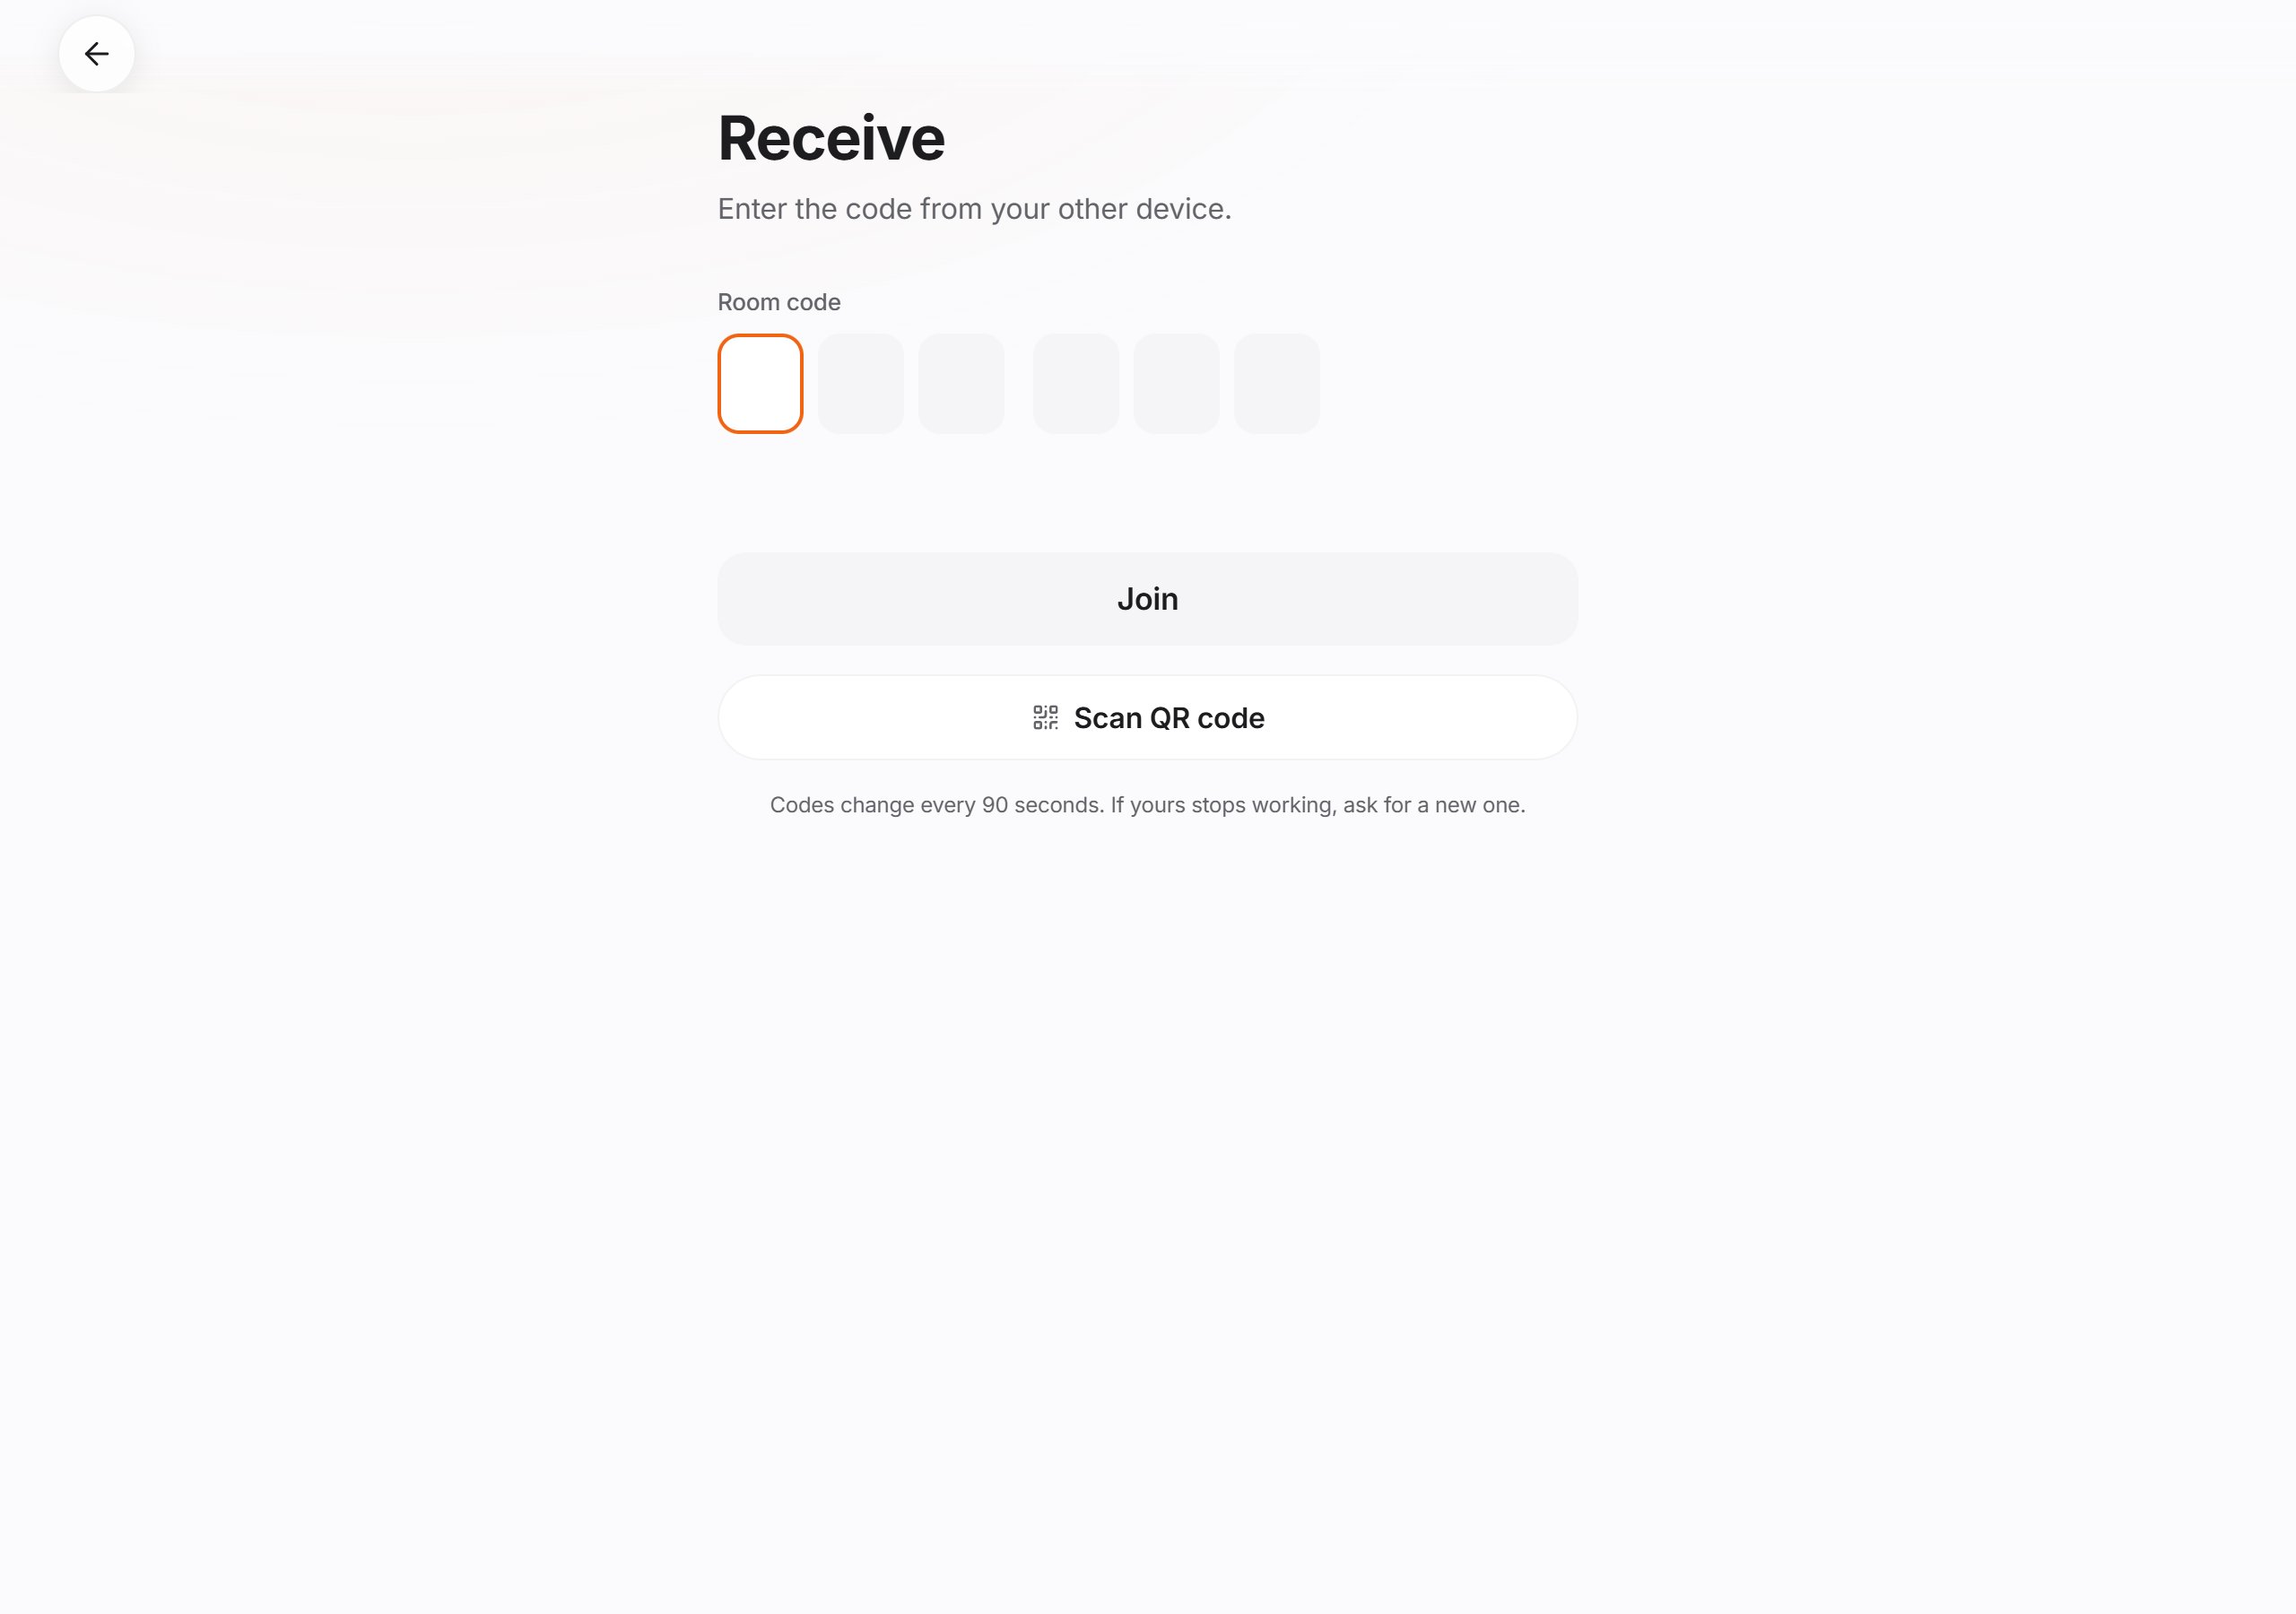 Receive
Enter the code from your other device.
Room code
Join
Scan QR code
Codes change every 90 seconds. If yours stops working, ask for a new one.